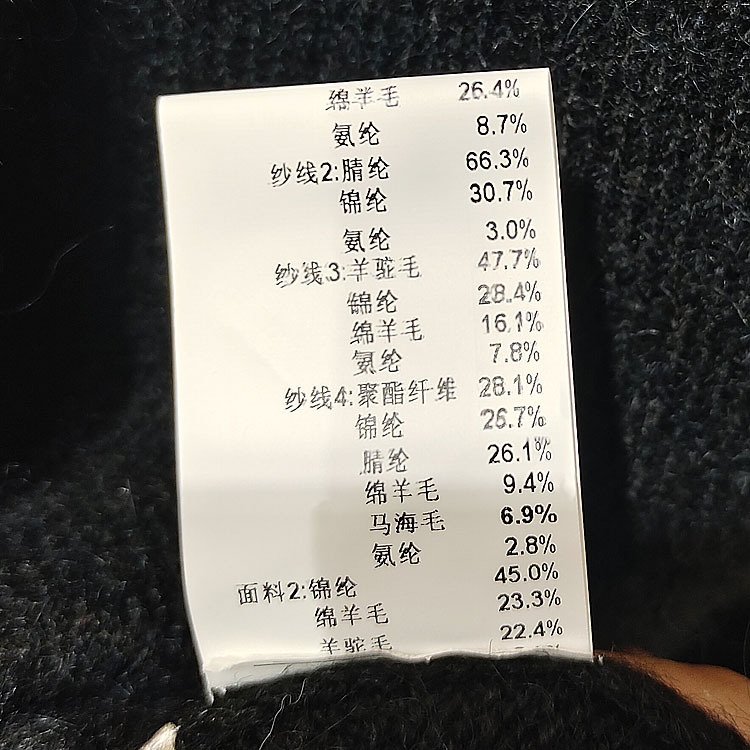 绵羊毛 26.4%
氨纶 8.7%
纱线2:腈纶 66.3%
锦纶 30.7%
氨纶 3.0%
纱线3:羊驼毛 47.7%
锦纶 28.4%
绵羊毛 16.1%
氨纶 7.8%
纱线4:聚酯纤维 28.1%
锦纶 26.7%
腈纶 26.1%
绵羊毛 9.4%
马海毛 6.9%
氨纶 2.8%
面料2:锦纶 45.0%
绵羊毛 23.3%
羊驼毛 22.4%